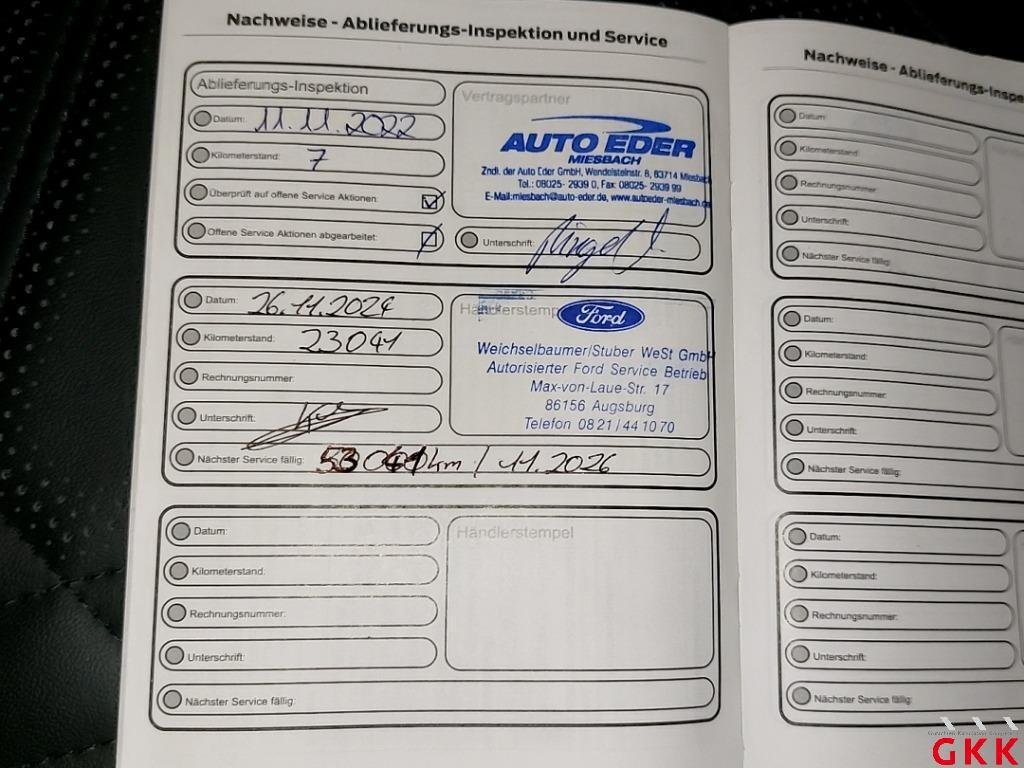 Nachweise - Ablieferungs-Inspektion und Service
Ablieferungs-Inspektion
Datum: 11.11.2022
Kilometerstand: 7
Überprüft auf offene Service Aktionen:
Offene Service Aktionen abgearbeitet:
Vertragspartner
AUTO EDER
MIESBACH
Zndl. der Auto Eder GmbH, Wendelsteinstr. 8, 83714 Miesbach
Tel.: 08025- 2939 0, Fax: 08025- 2939 99
E-Mail:miesbach@auto-eder.de, www.autoeder-miesbach.de
Unterschrift:
Datum: 26.11.2024
Kilometerstand: 23041
Rechnungsnummer:
Unterschrift:
Händlerstempel
Ford
Weichselbaumer/Stuber WeSt GmbH
Autorisierter Ford Service Betrieb
Max-von-Laue-Str. 17
86156 Augsburg
Telefon 0821/441070
Nächster Service fällig: 53041km / 11.2026
Datum:
Kilometerstand:
Rechnungsnummer:
Unterschrift:
Händlerstempel
Nächster Service fällig:
Nachweise - Ablieferungs-Inspe
Datum:
Kilometerstand:
Rechnungsnummer:
Unterschrift:
Nächster Service fällig:
Datum:
Kilometerstand:
Rechnungsnummer:
Unterschrift:
Nächster Service fällig:
Datum:
Kilometerstand:
Rechnungsnummer:
Unterschrift:
Nächster Service fällig:
GKK